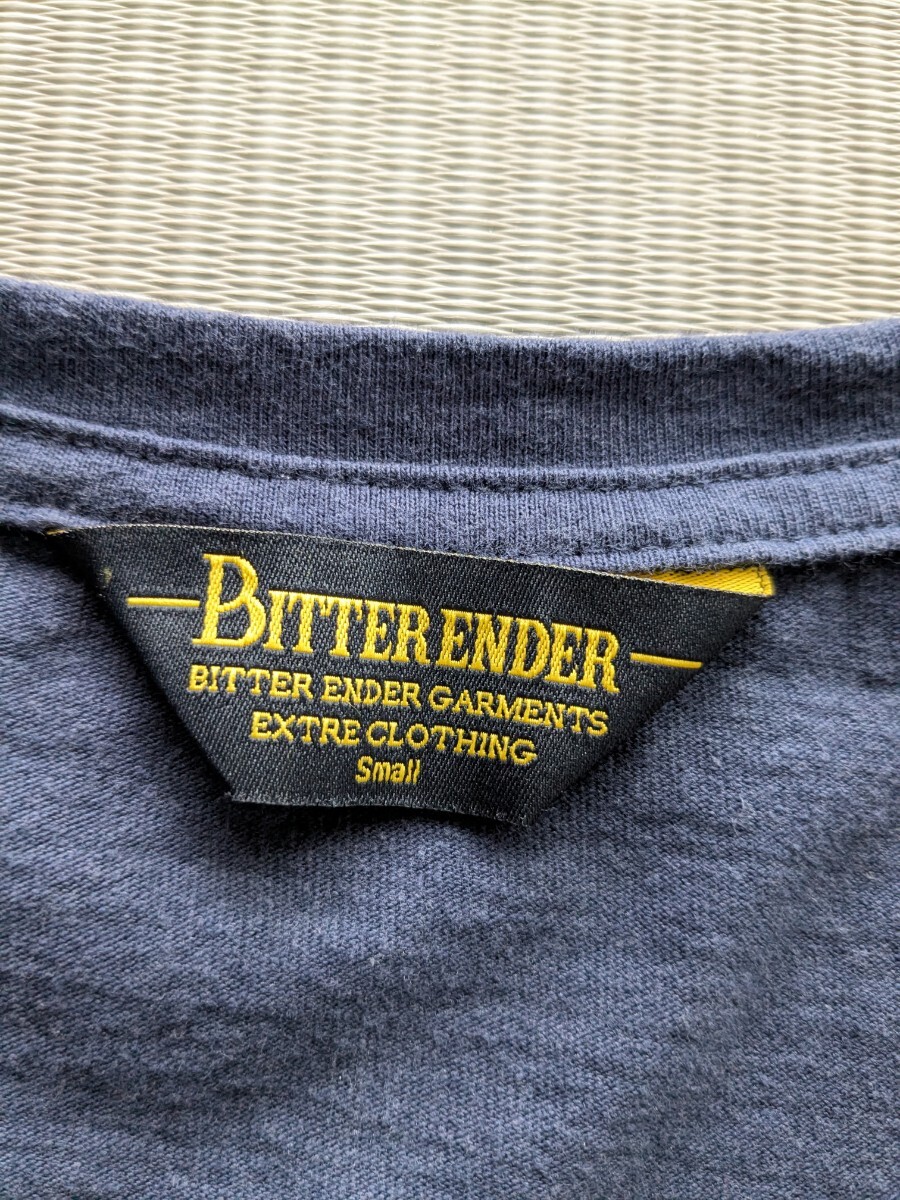 BITTER ENDER
BITTER ENDER GARMENTS
EXTRE CLOTHING
Small